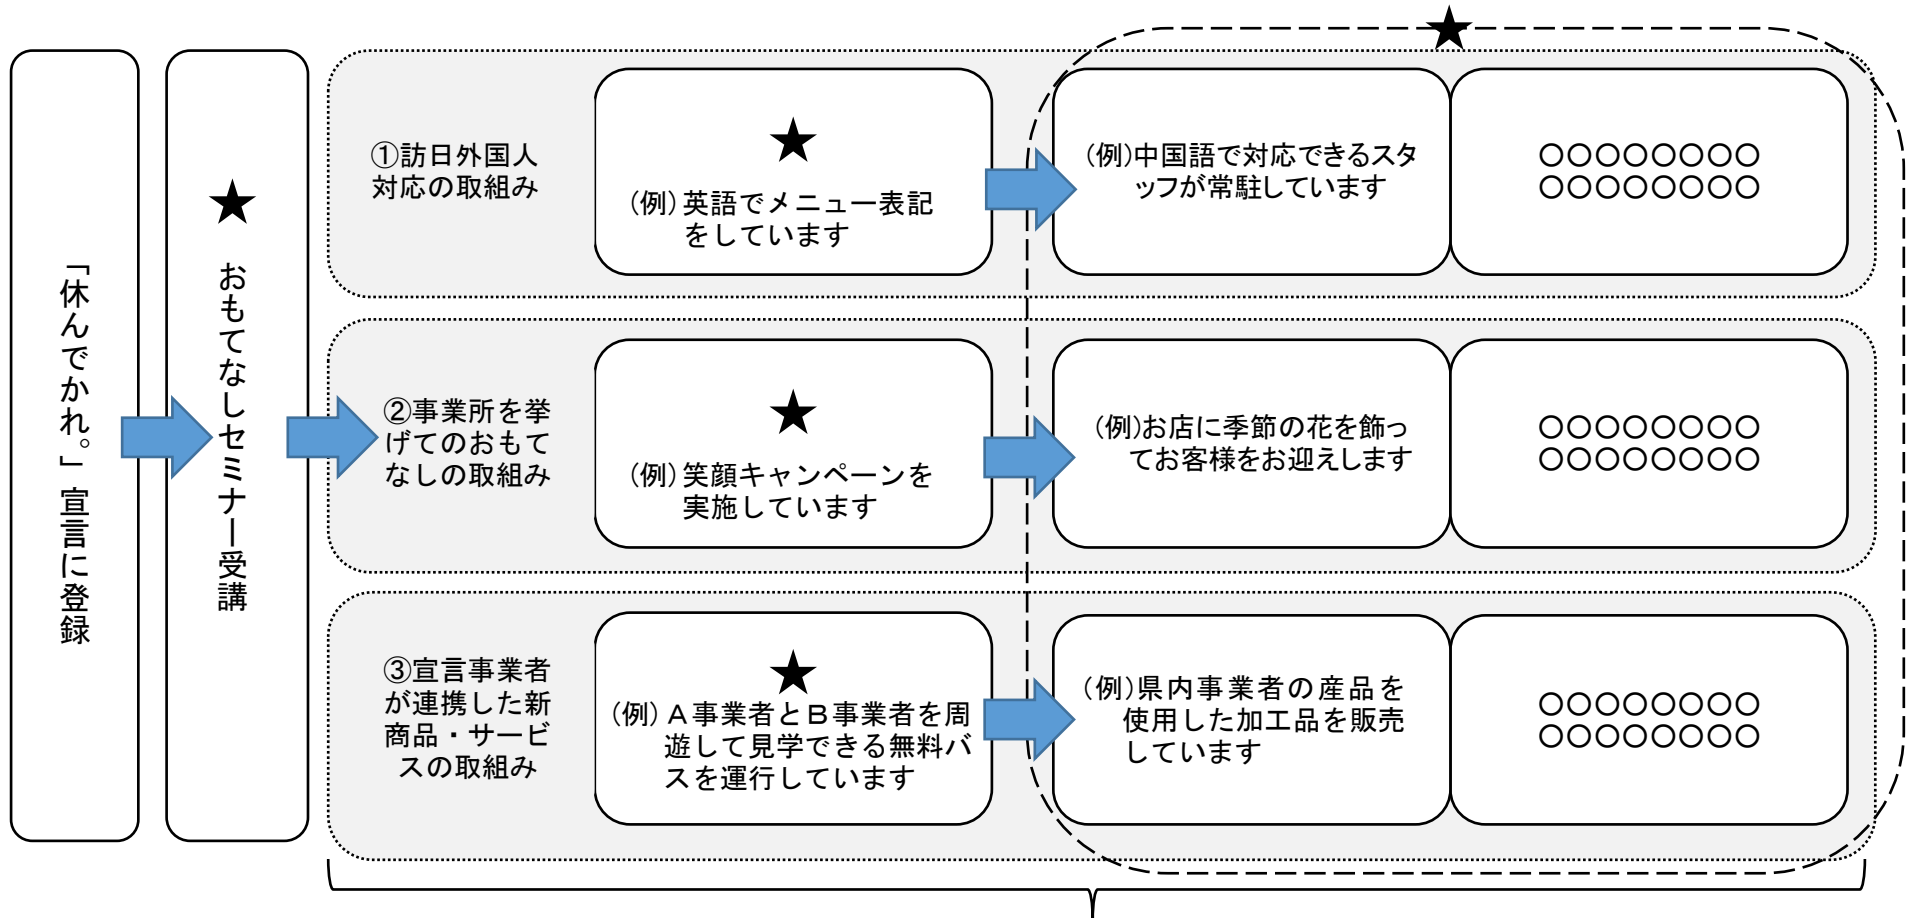 ★
「休んでかれ。」宣言に登録
★ おもてなしセミナー受講
①訪日外国人
対応の取組み
★
(例)英語でメニュー表記
をしています
(例)中国語で対応できるスタ
ッフが常駐しています
○○○○○○○○
○○○○○○○○
②事業所を挙
げてのおもて
なしの取組み
★
(例)笑顔キャンペーンを
実施しています
(例)お店に季節の花を飾っ
てお客様をお迎えします
○○○○○○○○
○○○○○○○○
③宣言事業者
が連携した新
商品・サービ
スの取組み
★
(例)A事業者とB事業者を周
遊して見学できる無料バ
スを運行しています
(例)県内事業者の産品を
使用した加工品を販売
しています
○○○○○○○○
○○○○○○○○